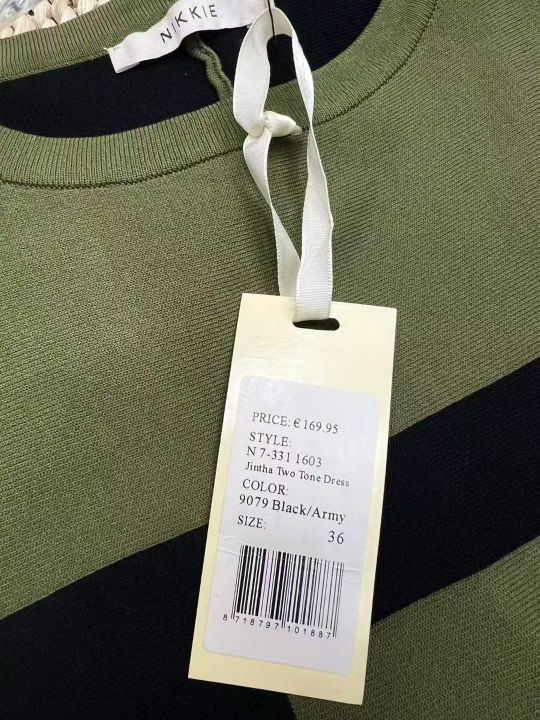 NIKKIE
PRICE: € 169.95
STYLE:
N 7-331 1603
Jintha Two Tone Dress
COLOR:
9079 Black/Army
SIZE: 36
8 718797 101887